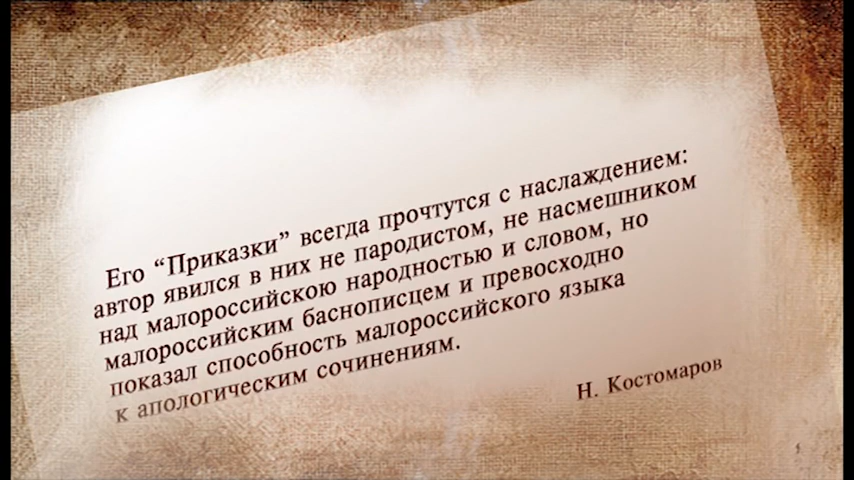 Его “Приказки” всегда прочтутся с наслаждением:
автор явился в них не пародистом, не насмешником
над малороссийскою народностью и словом, но
малороссийским баснописцем и превосходно
показал способность малороссийского языка
к апологическим сочинениям.
Н. Костомаров